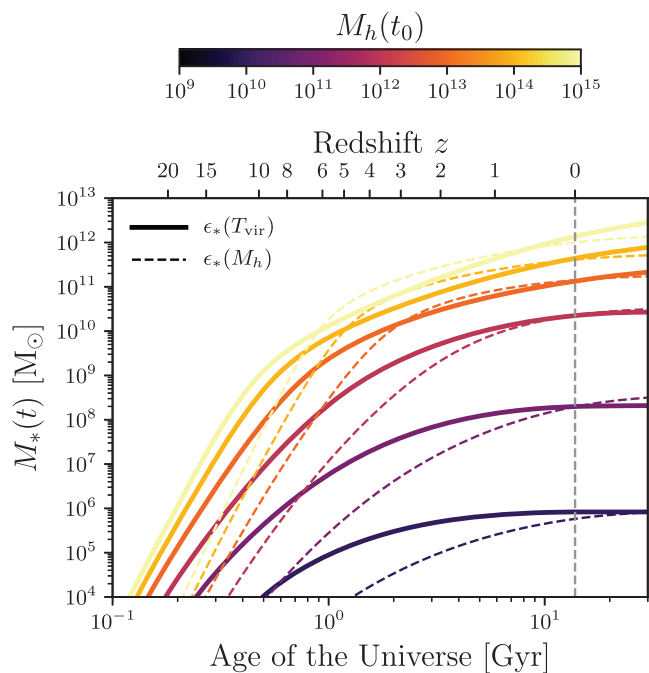 M_h(t_0)
10^9 10^10 10^11 10^12 10^13 10^14 10^15
Redshift z
20 15 10 8 6 5 4 3 2 1 0
10^13
10^12
10^11
10^10
10^9
10^8
10^7
10^6
10^5
10^4
ϵ_*(T_vir)
ϵ_*(M_h)
M_*(t) [M_⊙]
10^−1 10^0 10^1
Age of the Universe [Gyr]